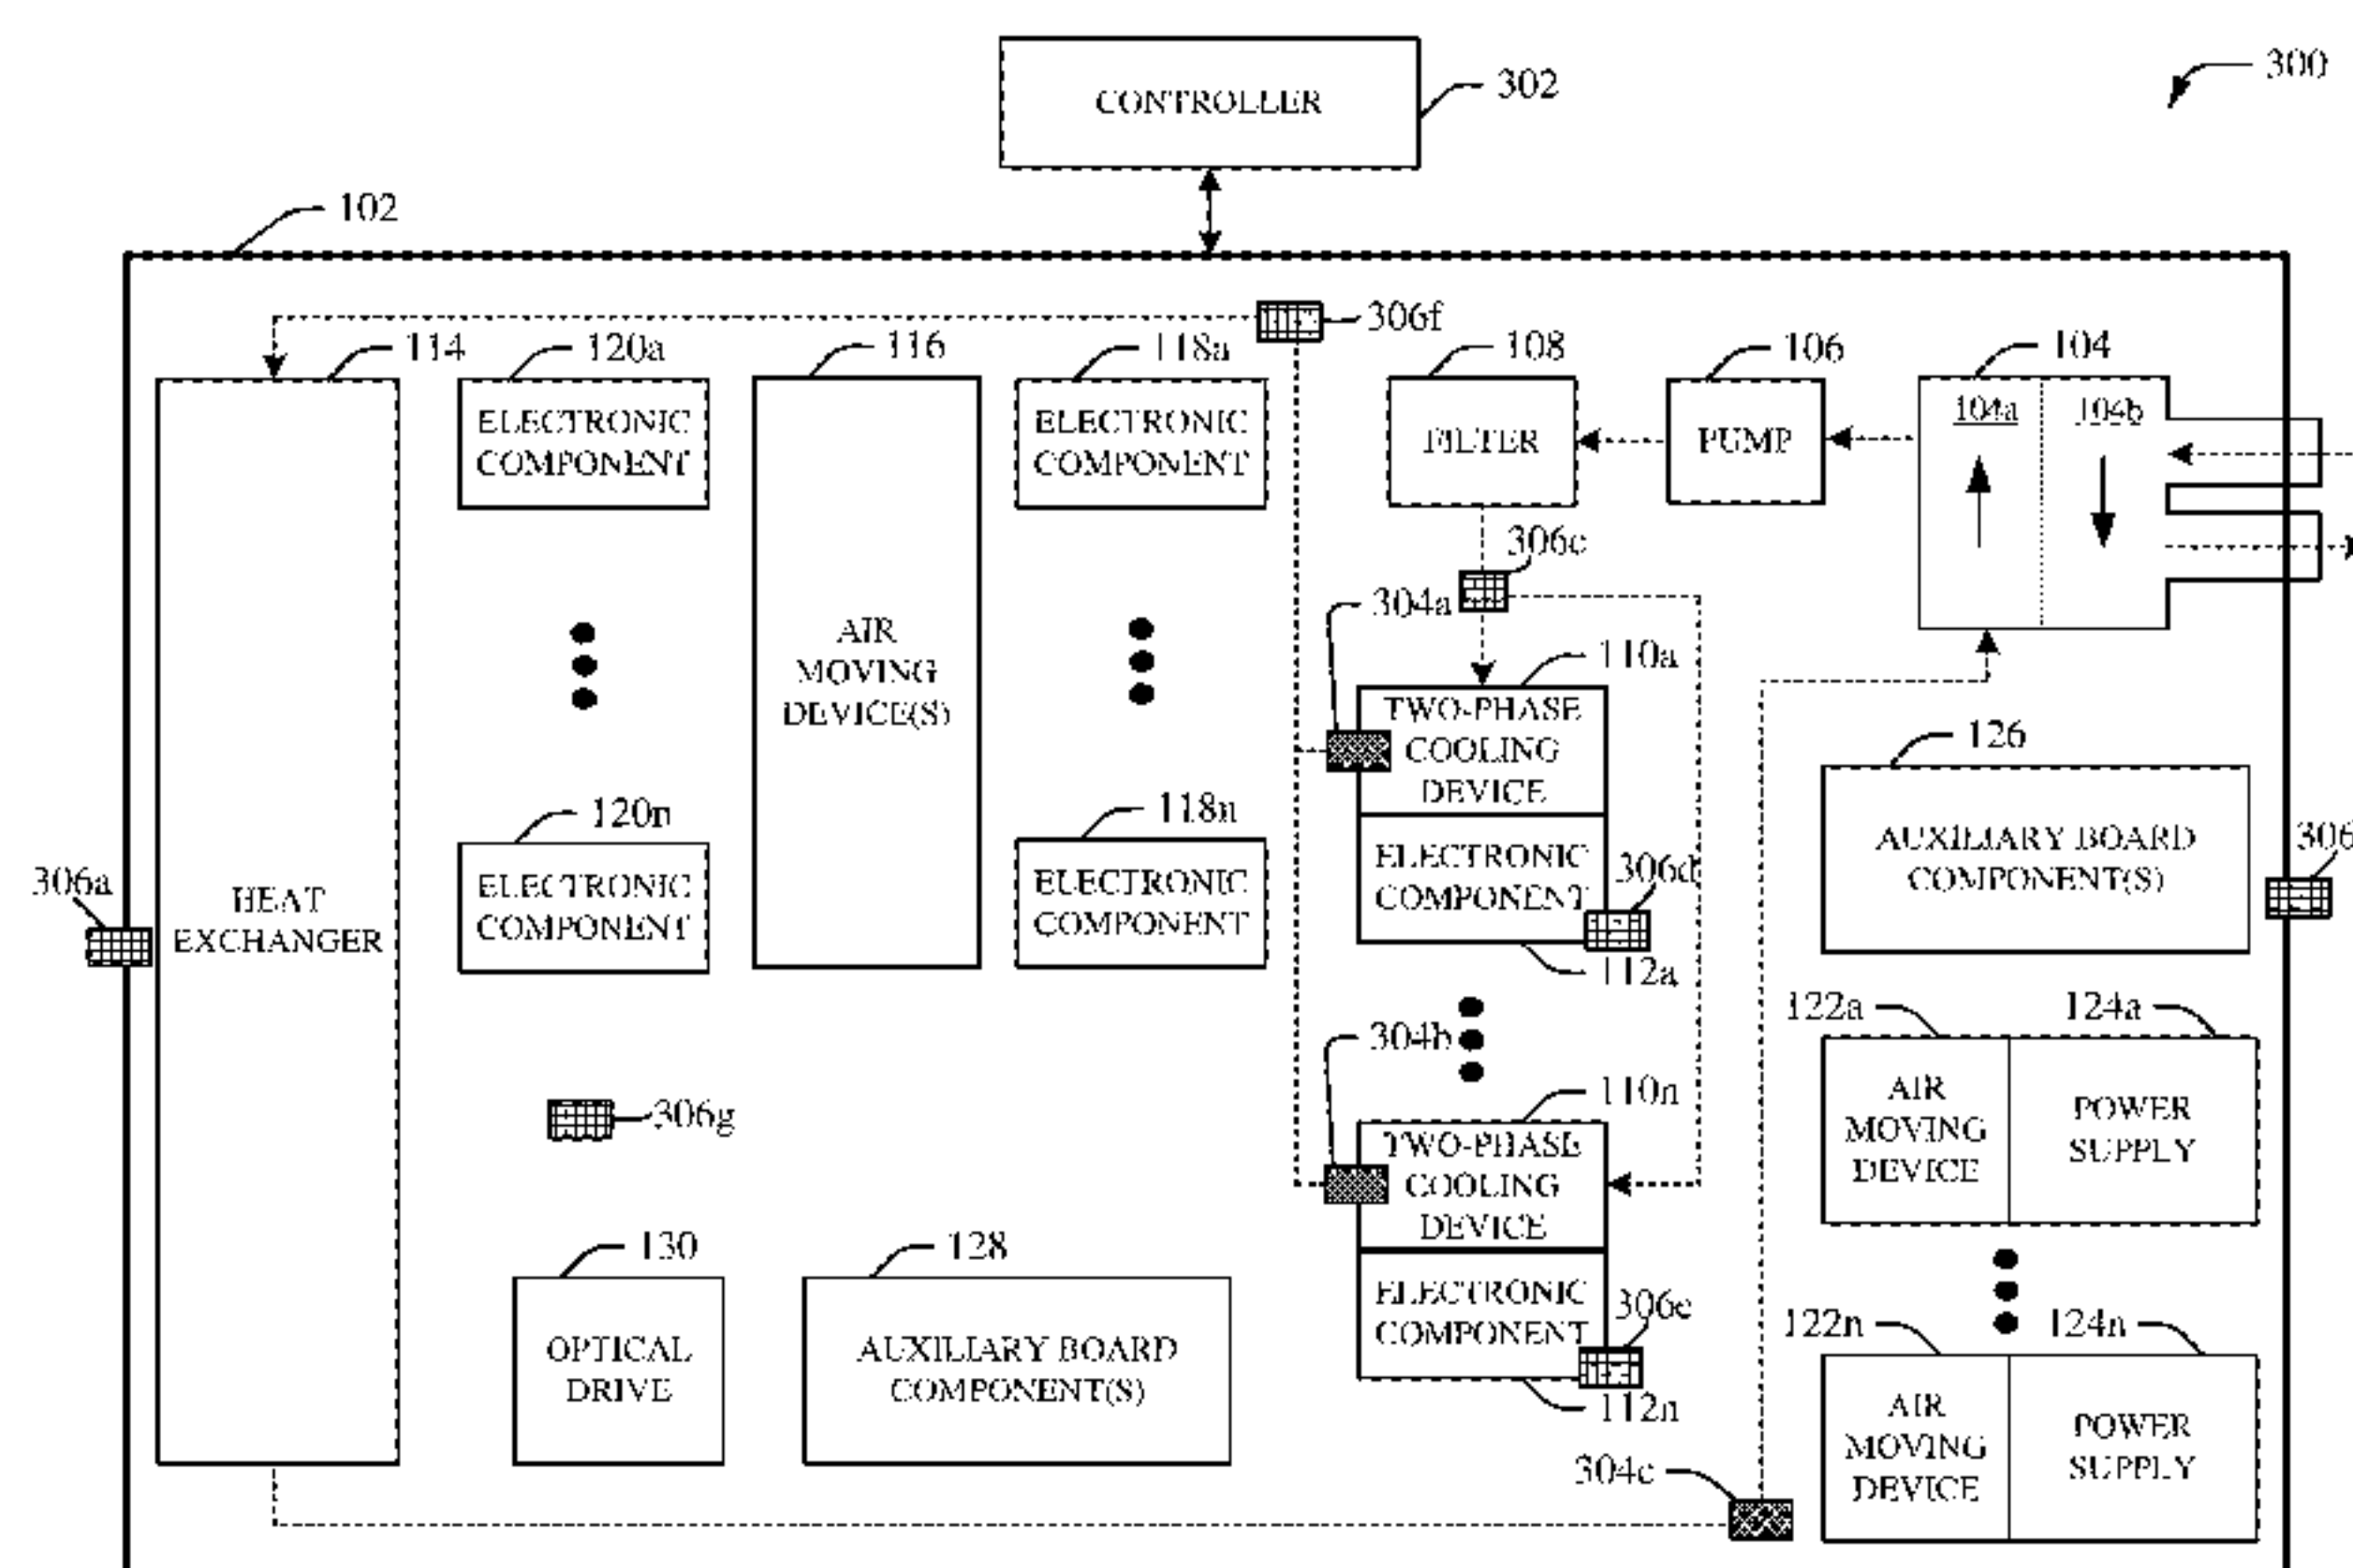 300
CONTROLLER
302
102
306f
114
120a
116
118a
108
106
104
ELECTRONIC
COMPONENT
ELECTRONIC
COMPONENT
FILTER
PUMP
104a
104b
306c
304a
AIR
MOVING
DEVICE(S)
110a
TWO-PHASE
COOLING
DEVICE
126
120n
118n
AUXILIARY BOARD
COMPONENT(S)
306
306a
HEAT
EXCHANGER
ELECTRONIC
COMPONENT
ELECTRONIC
COMPONENT
ELECTRONIC
COMPONENT
306d
112a
122a
124a
304b
306g
110n
TWO-PHASE
COOLING
DEVICE
AIR
MOVING
DEVICE
POWER
SUPPLY
130
128
ELECTRONIC
COMPONENT
306e
122n
124n
OPTICAL
DRIVE
AUXILIARY BOARD
COMPONENT(S)
112n
304c
AIR
MOVING
DEVICE
POWER
SUPPLY